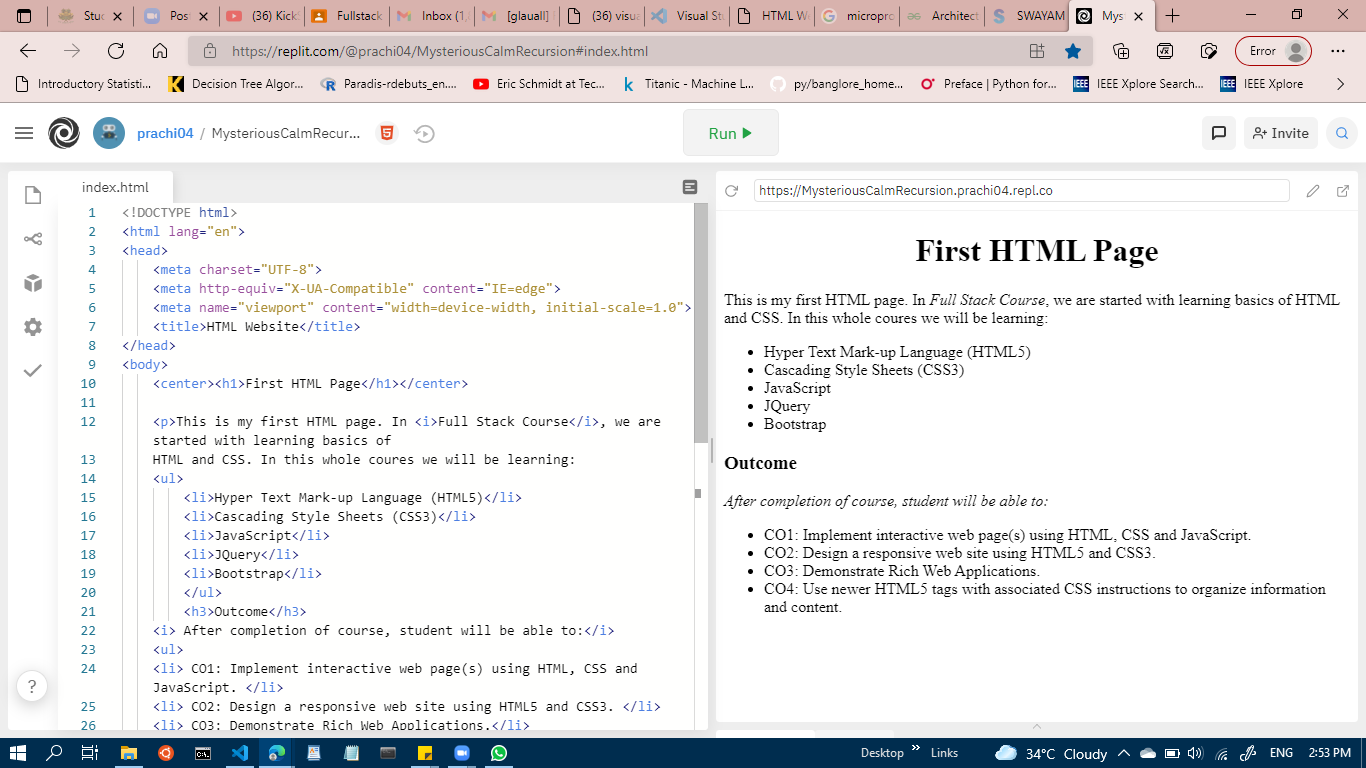 Stu
Post
(36) Kick
Fullstack
Inbox (1,
[glauall]
(36) visua
Visual Stu
HTML W
micropro
Architect
SWAYAM
Mys
https://replit.com/@prachi04/MysteriousCalmRecursion#index.html
Error
Introductory Statisti...
Decision Tree Algor...
Paradis-rdebuts_en....
Eric Schmidt at Tec...
Titanic - Machine L...
py/banglore_home...
Preface | Python for...
IEEE Xplore Search...
IEEE Xplore
prachi04 / MysteriousCalmRecur...
Run
Invite
index.html
1 <!DOCTYPE html>
2 <html lang="en">
3 <head>
4 <meta charset="UTF-8">
5 <meta http-equiv="X-UA-Compatible" content="IE=edge">
6 <meta name="viewport" content="width=device-width, initial-scale=1.0">
7 <title>HTML Website</title>
8 </head>
9 <body>
10 <center><h1>First HTML Page</h1></center>
11
12 <p>This is my first HTML page. In <i>Full Stack Course</i>, we are
started with learning basics of
13 HTML and CSS. In this whole coures we will be learning:
14 <ul>
15 <li>Hyper Text Mark-up Language (HTML5)</li>
16 <li>Cascading Style Sheets (CSS3)</li>
17 <li>JavaScript</li>
18 <li>JQuery</li>
19 <li>Bootstrap</li>
20 </ul>
21 <h3>Outcome</h3>
22 <i> After completion of course, student will be able to:</i>
23 <ul>
24 <li> CO1: Implement interactive web page(s) using HTML, CSS and
JavaScript. </li>
25 <li> CO2: Design a responsive web site using HTML5 and CSS3. </li>
26 <li> CO3: Demonstrate Rich Web Applications.</li>
?
https://MysteriousCalmRecursion.prachi04.repl.co
First HTML Page
This is my first HTML page. In Full Stack Course, we are started with learning basics of HTML
and CSS. In this whole coures we will be learning:
Hyper Text Mark-up Language (HTML5)
Cascading Style Sheets (CSS3)
JavaScript
JQuery
Bootstrap
Outcome
After completion of course, student will be able to:
CO1: Implement interactive web page(s) using HTML, CSS and JavaScript.
CO2: Design a responsive web site using HTML5 and CSS3.
CO3: Demonstrate Rich Web Applications.
CO4: Use newer HTML5 tags with associated CSS instructions to organize information
and content.
Desktop
Links
34°C Cloudy
ENG
2:53 PM